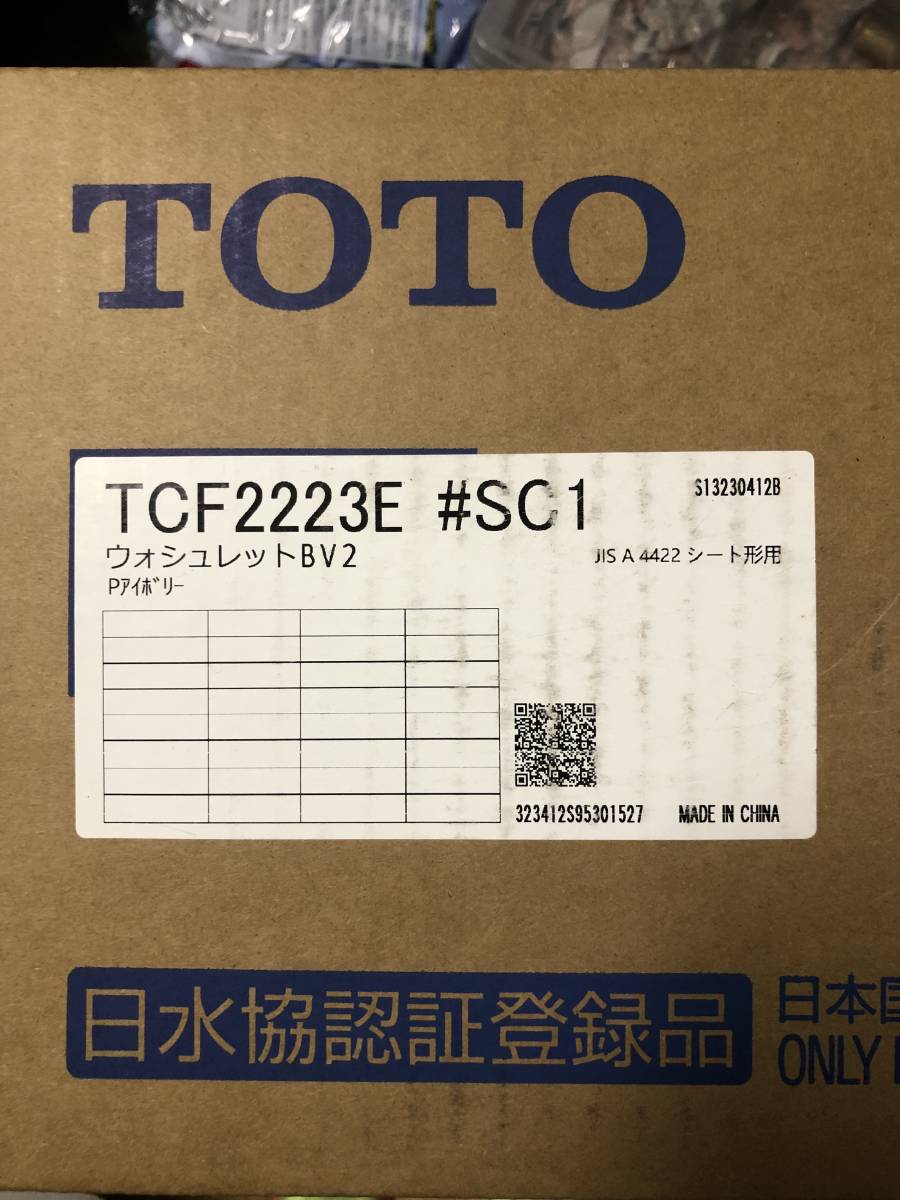 TOTO
TCF2223E #SC1
S13230412B
ウォシュレットBV2
JIS A 4422 シート形用
Pｱｲﾎﾞﾘｰ
323412S95301527
MADE IN CHINA
日水協認証登録品
日本国
ONLY